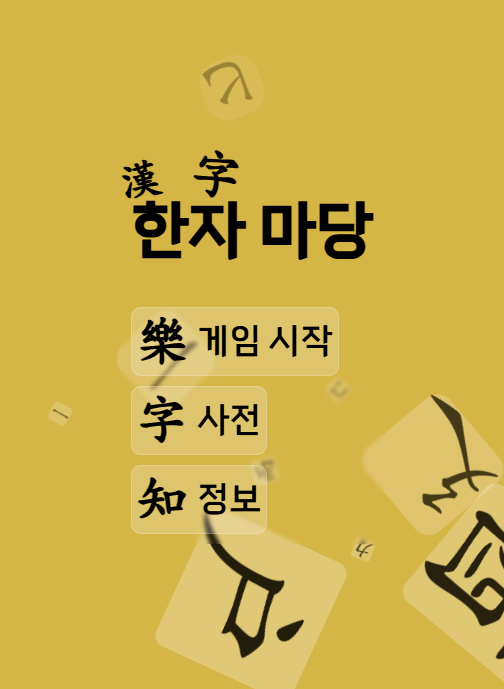 漢 字
한자 마당
樂 게임 시작
字 사전
知 정보